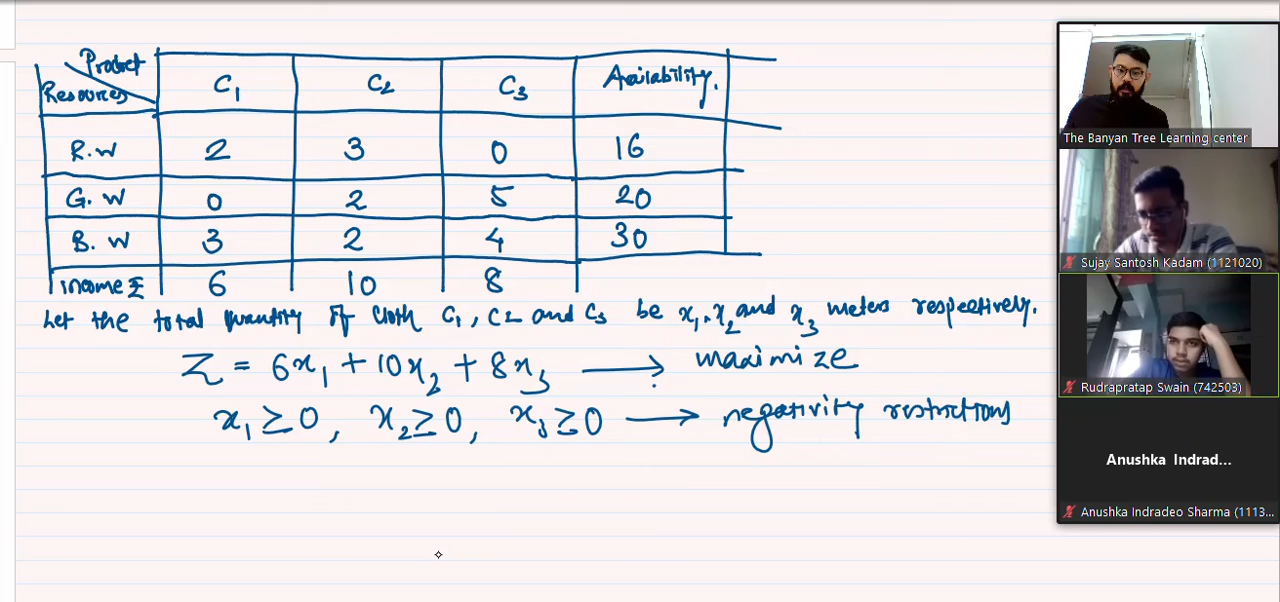 Product
Resources C1 C2 C3 Availability.
R.W 2 3 0 16
G.W 0 2 5 20
B.W 3 2 4 30
income 6 10 8
Let the total quantity of cloth C1, C2 and C3 be x1, x2 and x3 meters respectively.
Z = 6x1 + 10x2 + 8x3 → maximize
x1 ≥ 0, x2 ≥ 0, x3 ≥ 0 → negativity restrictions
The Banyan Tree Learning center
Sujay Santosh Kadam (1121020)
Rudrapratap Swain (742503)
Anushka Indrad...
Anushka Indradeo Sharma (1113...